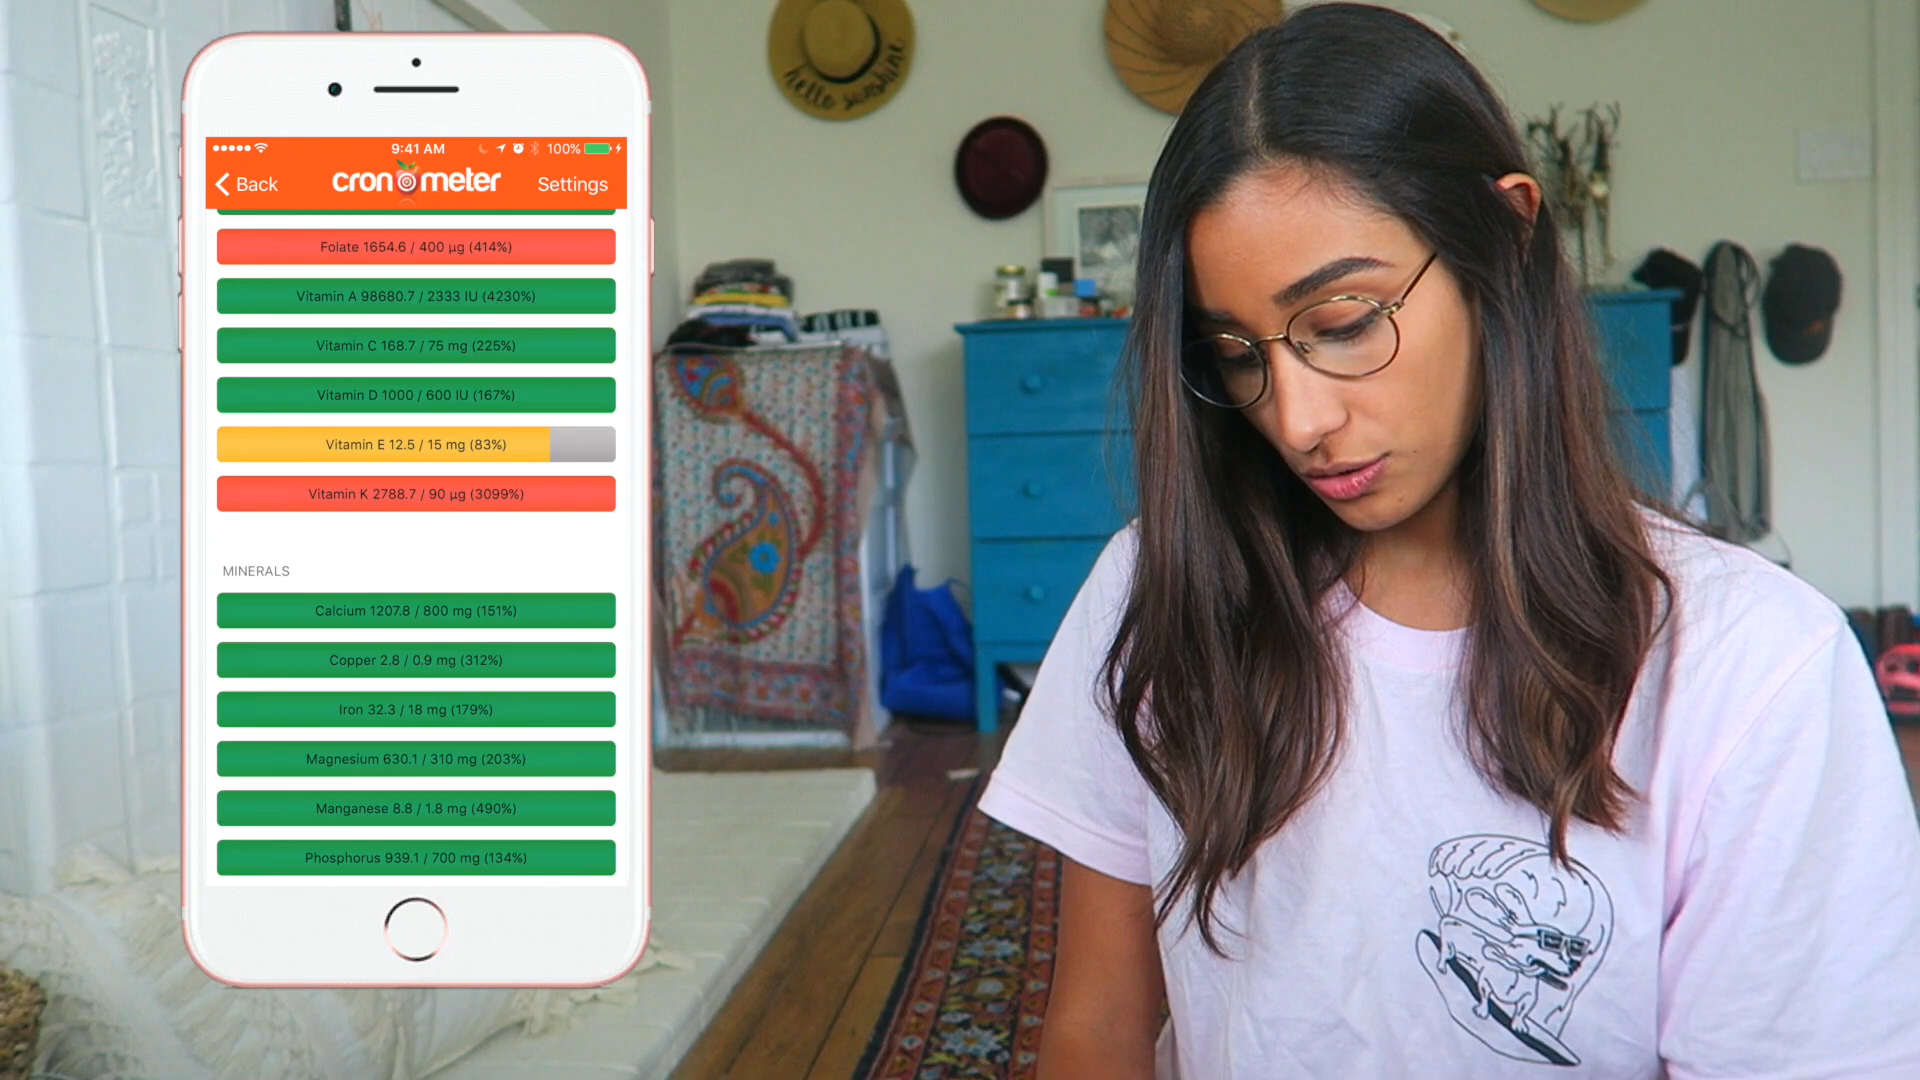 hello sunshine
9:41 AM
100%
Back
cronometer
Settings
Folate 1654.6 / 400 µg (414%)
Vitamin A 98680.7 / 2333 IU (4230%)
Vitamin C 168.7 / 75 mg (225%)
Vitamin D 1000 / 600 IU (167%)
Vitamin E 12.5 / 15 mg (83%)
Vitamin K 2788.7 / 90 µg (3099%)
MINERALS
Calcium 1207.8 / 800 mg (151%)
Copper 2.8 / 0.9 mg (312%)
Iron 32.3 / 18 mg (179%)
Magnesium 630.1 / 310 mg (203%)
Manganese 8.8 / 1.8 mg (490%)
Phosphorus 939.1 / 700 mg (134%)